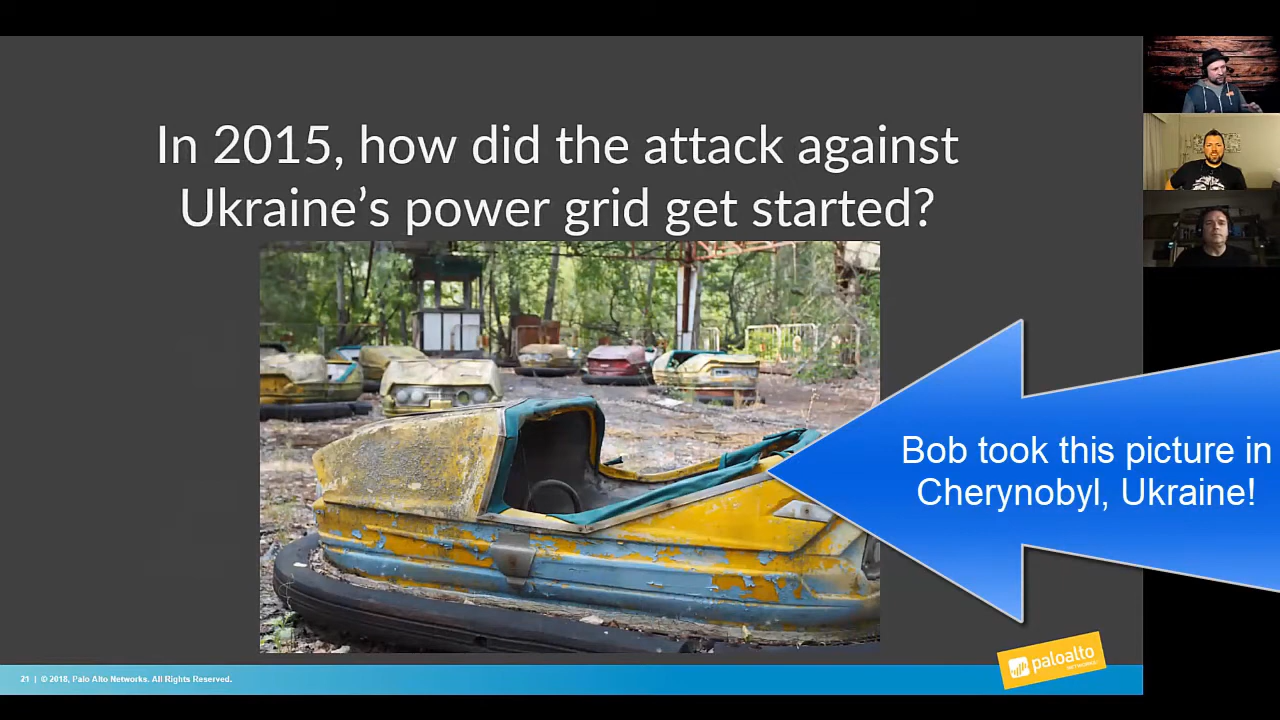 In 2015, how did the attack against
Ukraine’s power grid get started?
Bob took this picture in
Cherynobyl, Ukraine!
paloalto
NETWORKS
21 | © 2018, Palo Alto Networks. All Rights Reserved.